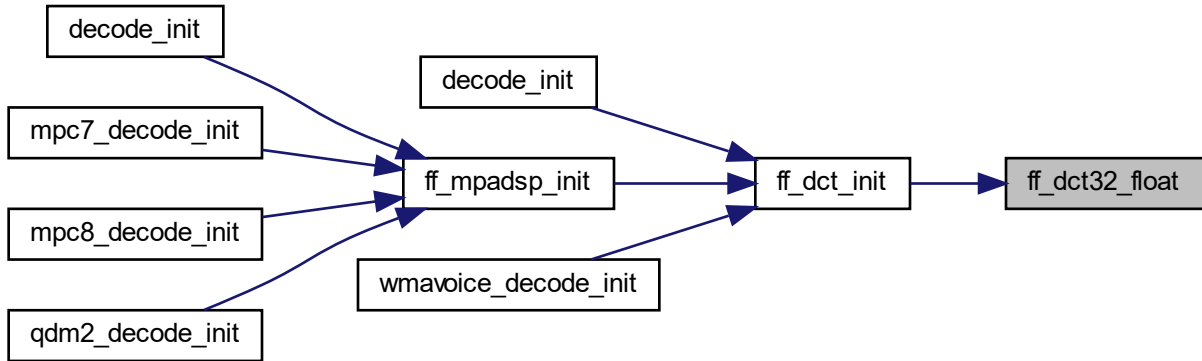 decode_init
mpc7_decode_init
mpc8_decode_init
qdm2_decode_init
decode_init
ff_mpadsp_init
wmavoice_decode_init
ff_dct_init
ff_dct32_float